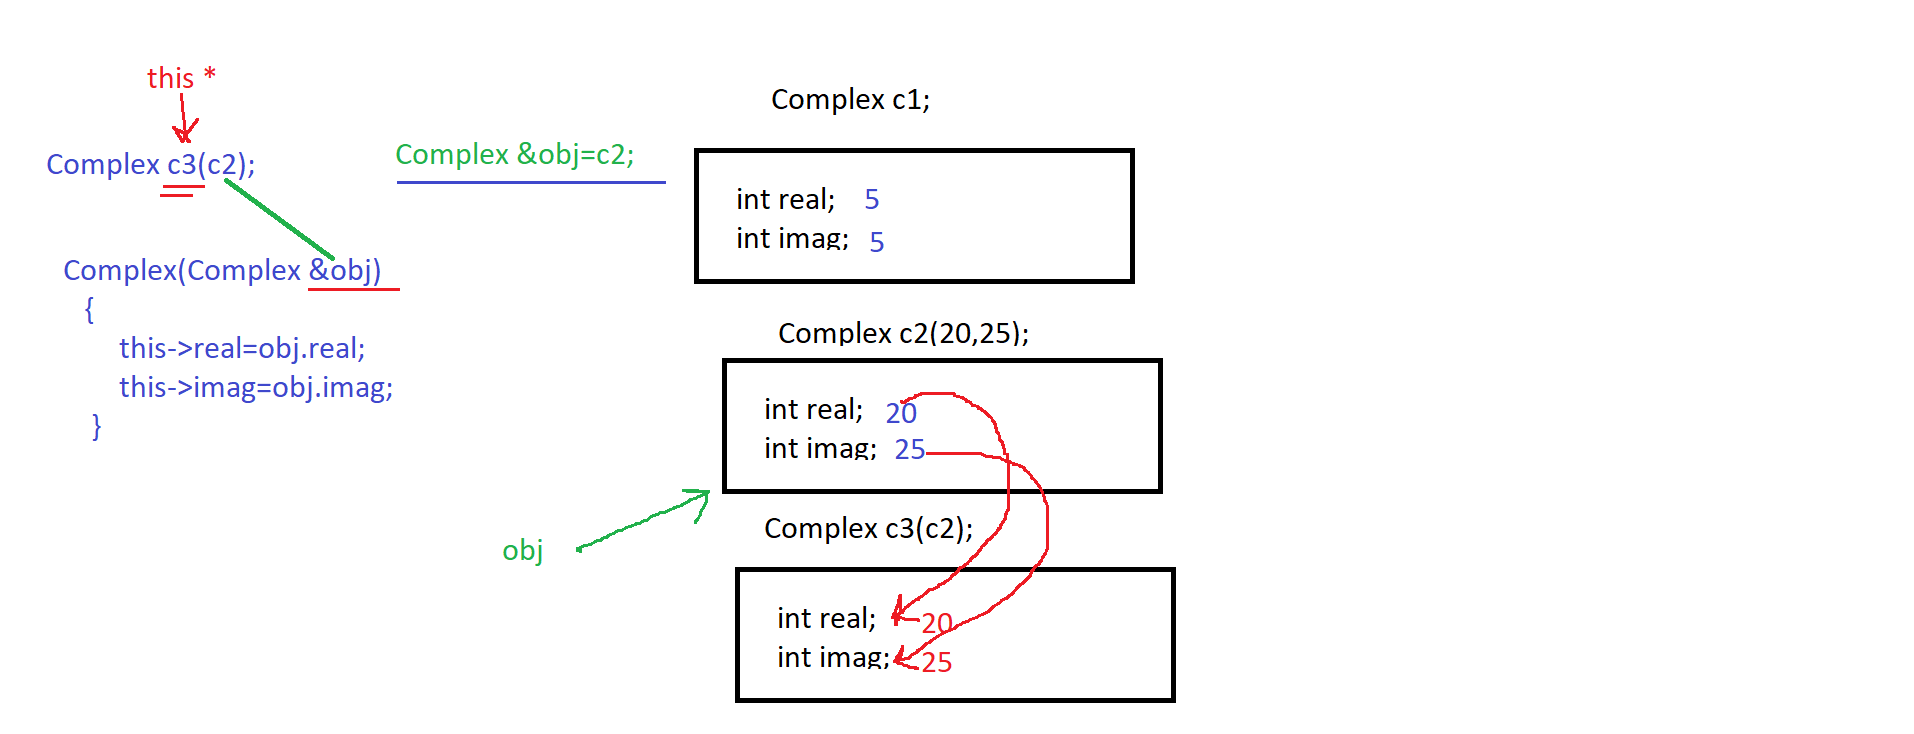 this *
Complex c3(c2);
Complex &obj=c2;
Complex(Complex &obj)
{
this->real=obj.real;
this->imag=obj.imag;
}
obj
Complex c1;
int real; 5
int imag; 5
Complex c2(20,25);
int real; 20
int imag; 25
Complex c3(c2);
int real; 20
int imag; 25